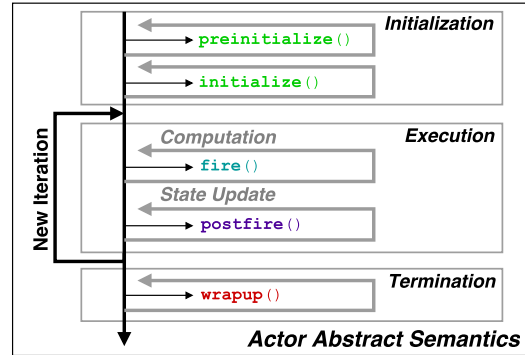 Initialization
preinitialize()
initialize()
New Iteration
Computation
Execution
fire()
State Update
postfire()
Termination
wrapup()
Actor Abstract Semantics